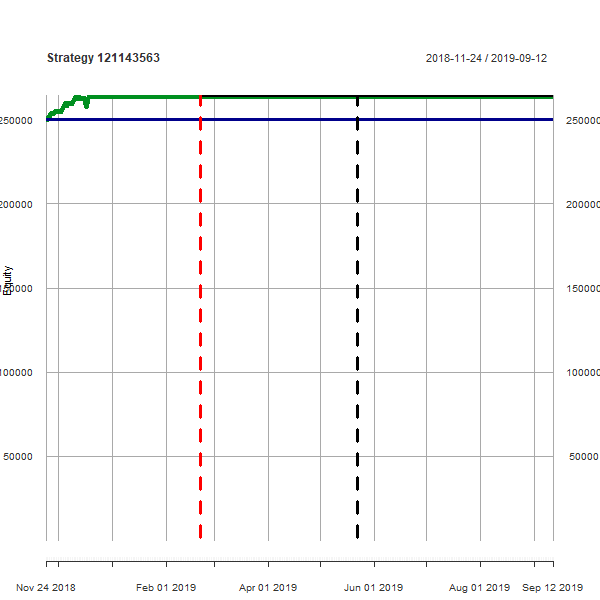 Strategy 121143563
2018-11-24 / 2019-09-12
250000
250000
200000
200000
Equity
150000
150000
100000
100000
50000
50000
Nov 24 2018
Feb 01 2019
Apr 01 2019
Jun 01 2019
Aug 01 2019
Sep 12 2019